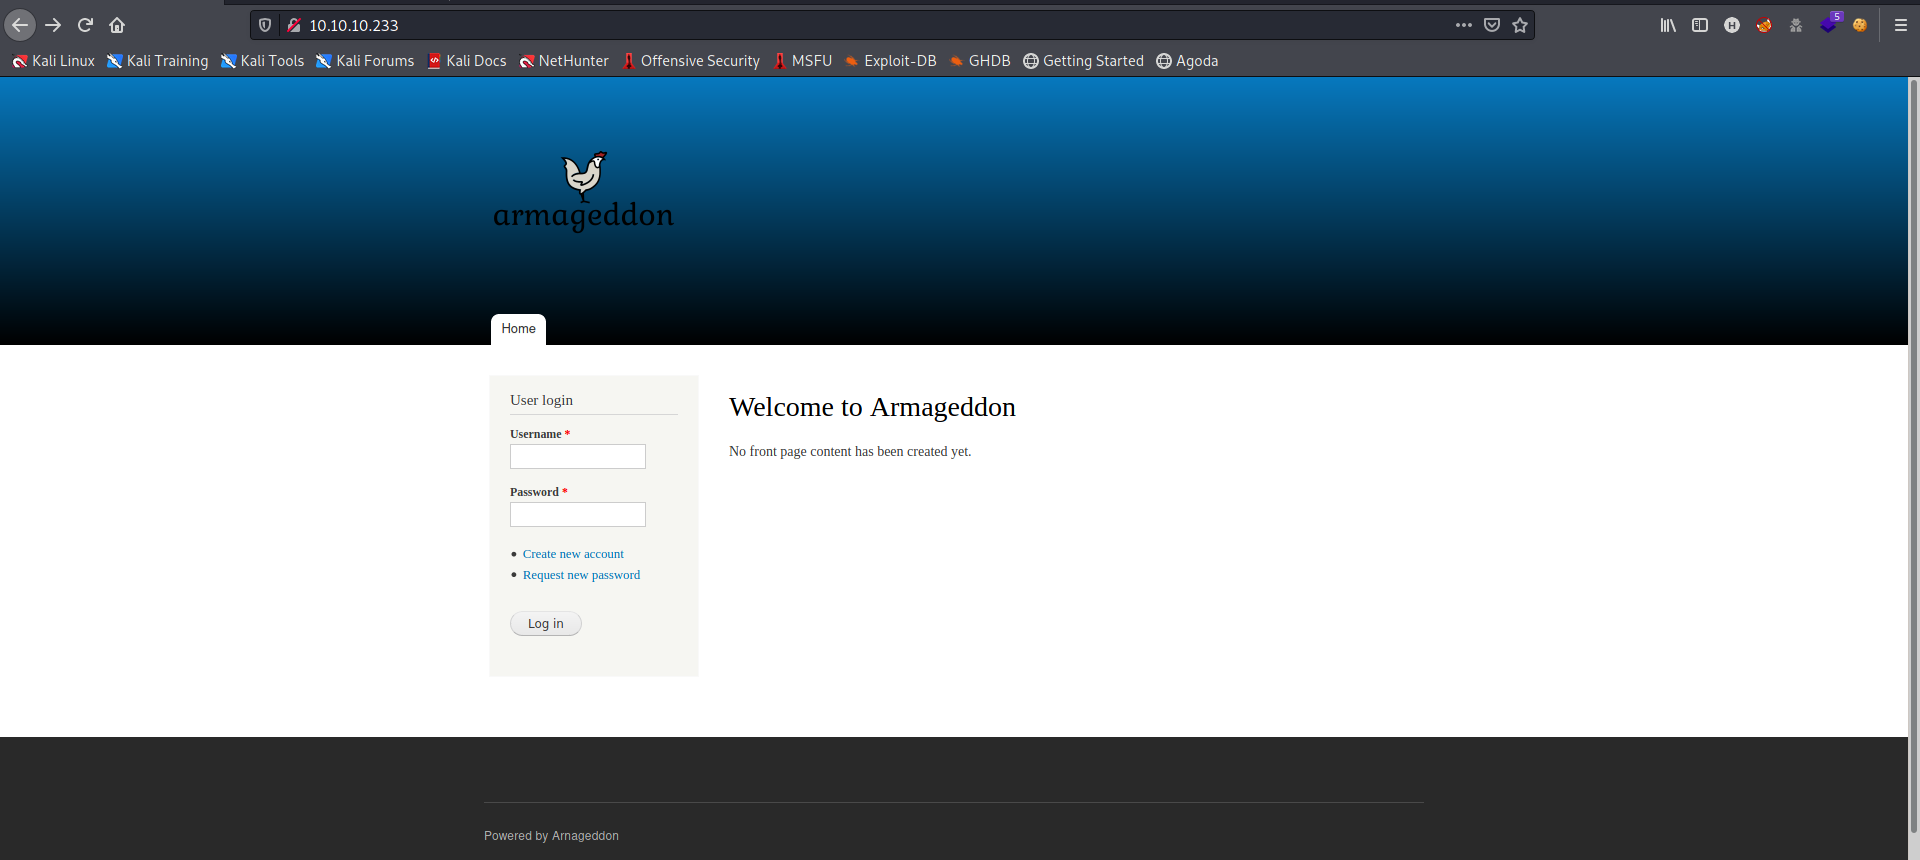 10.10.10.233
5
Kali Linux Kali Training Kali Tools Kali Forums Kali Docs NetHunter Offensive Security MSFU Exploit-DB GHDB Getting Started Agoda
armageddon
Home
User login
Welcome to Armageddon
Username *
No front page content has been created yet.
Password *
Create new account
Request new password
Log in
Powered by Arnageddon